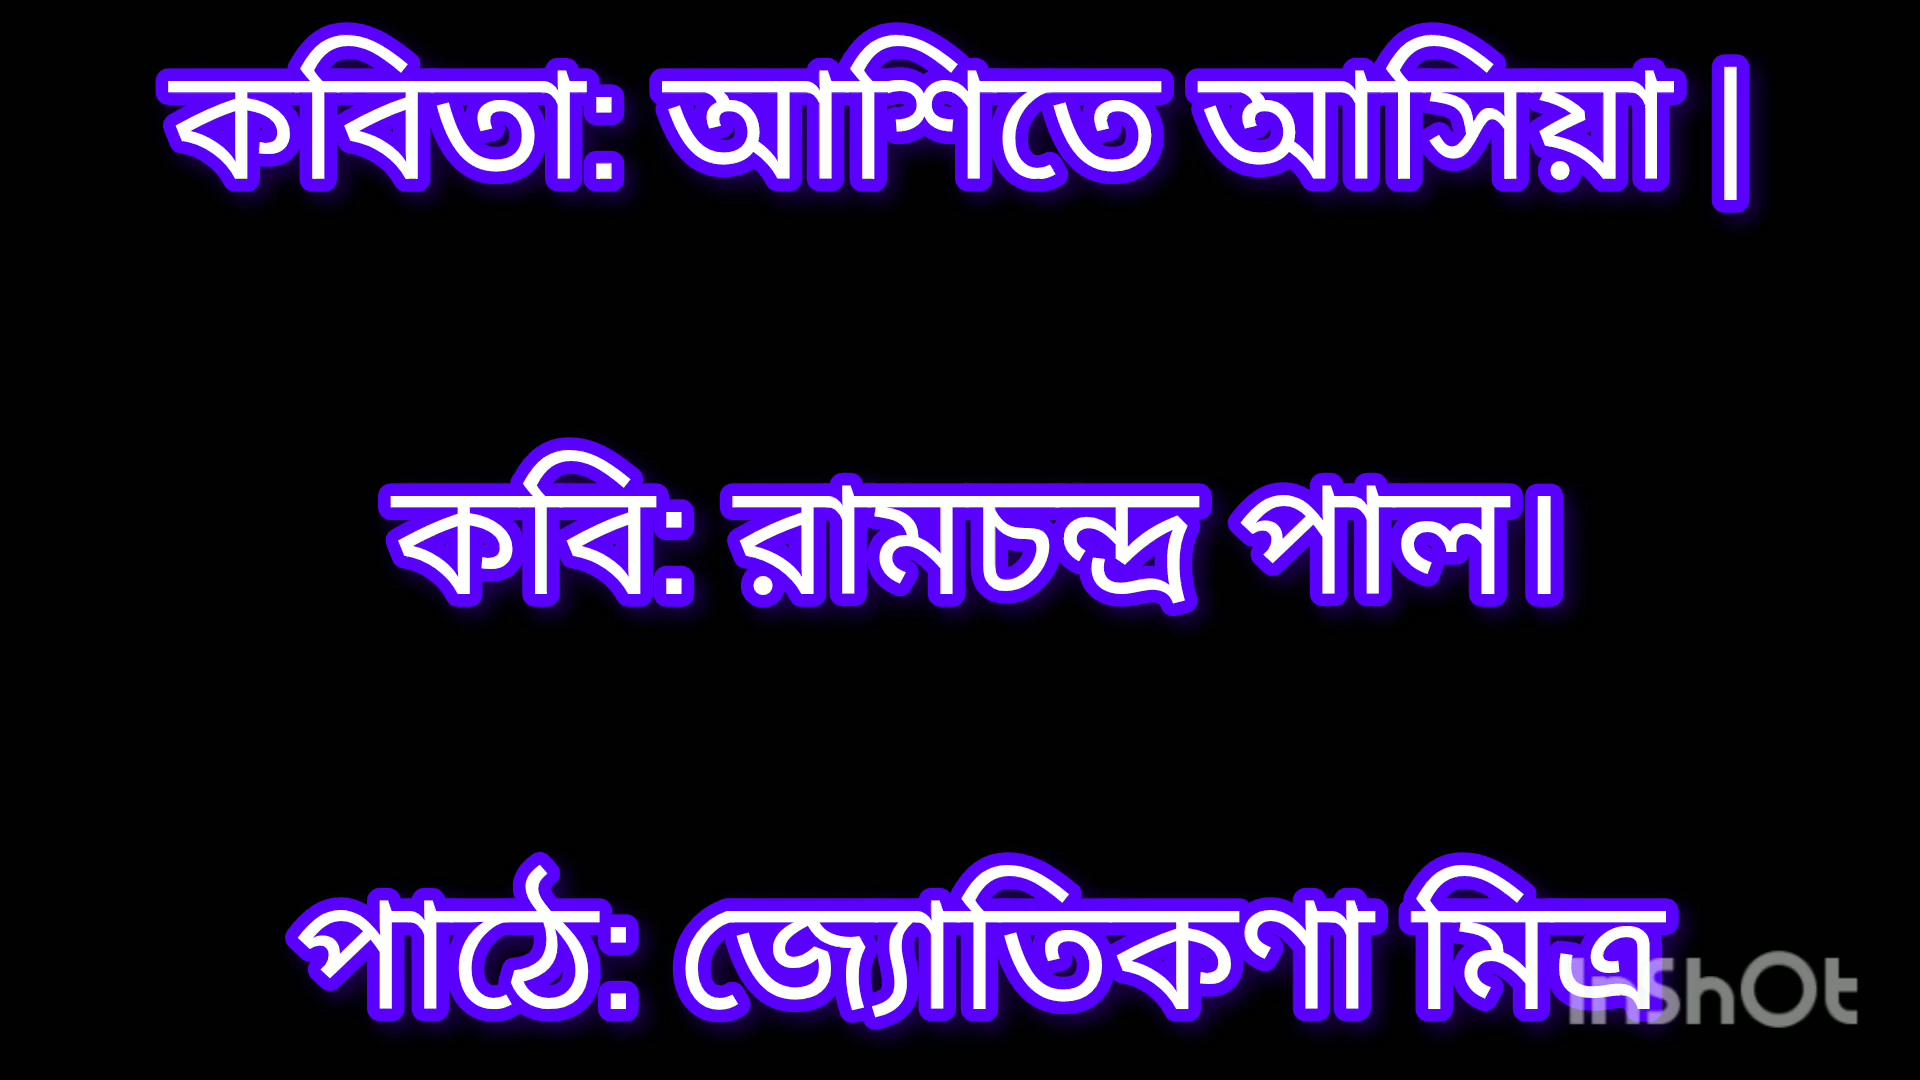 কবিতা: আশিতে আসিয়া |
কবি: রামচন্দ্র পাল।
পাঠে: জ্যোতিকণা মিত্র
InShOt